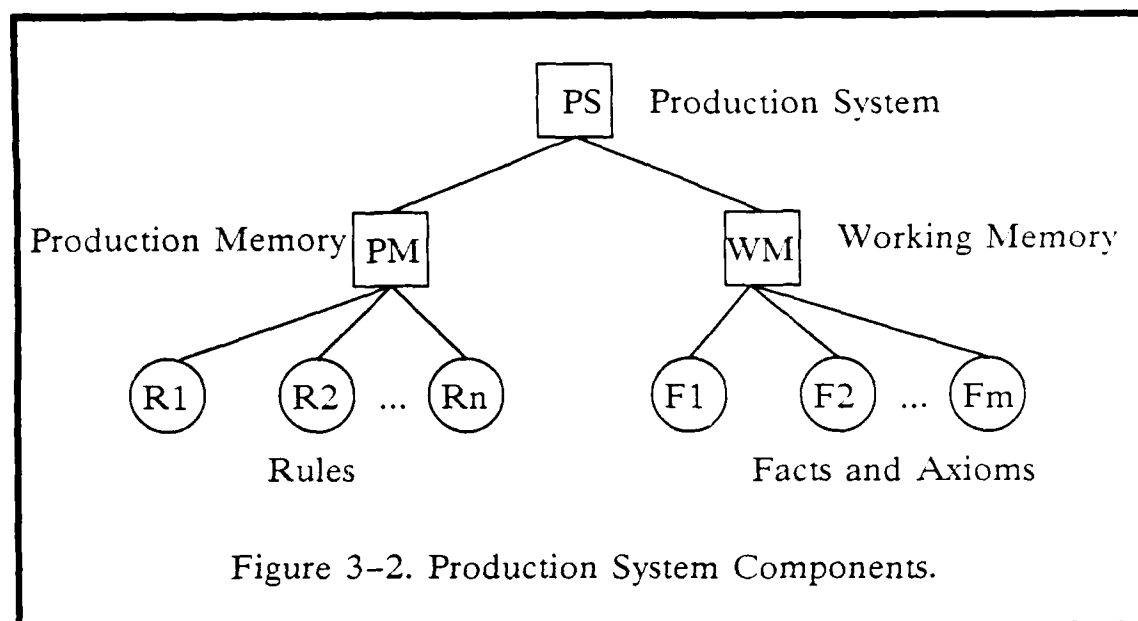 PS Production System
Production Memory PM WM Working Memory
R1 R2 ... Rn F1 F2 ... Fm
Rules Facts and Axioms
Figure 3-2. Production System Components.